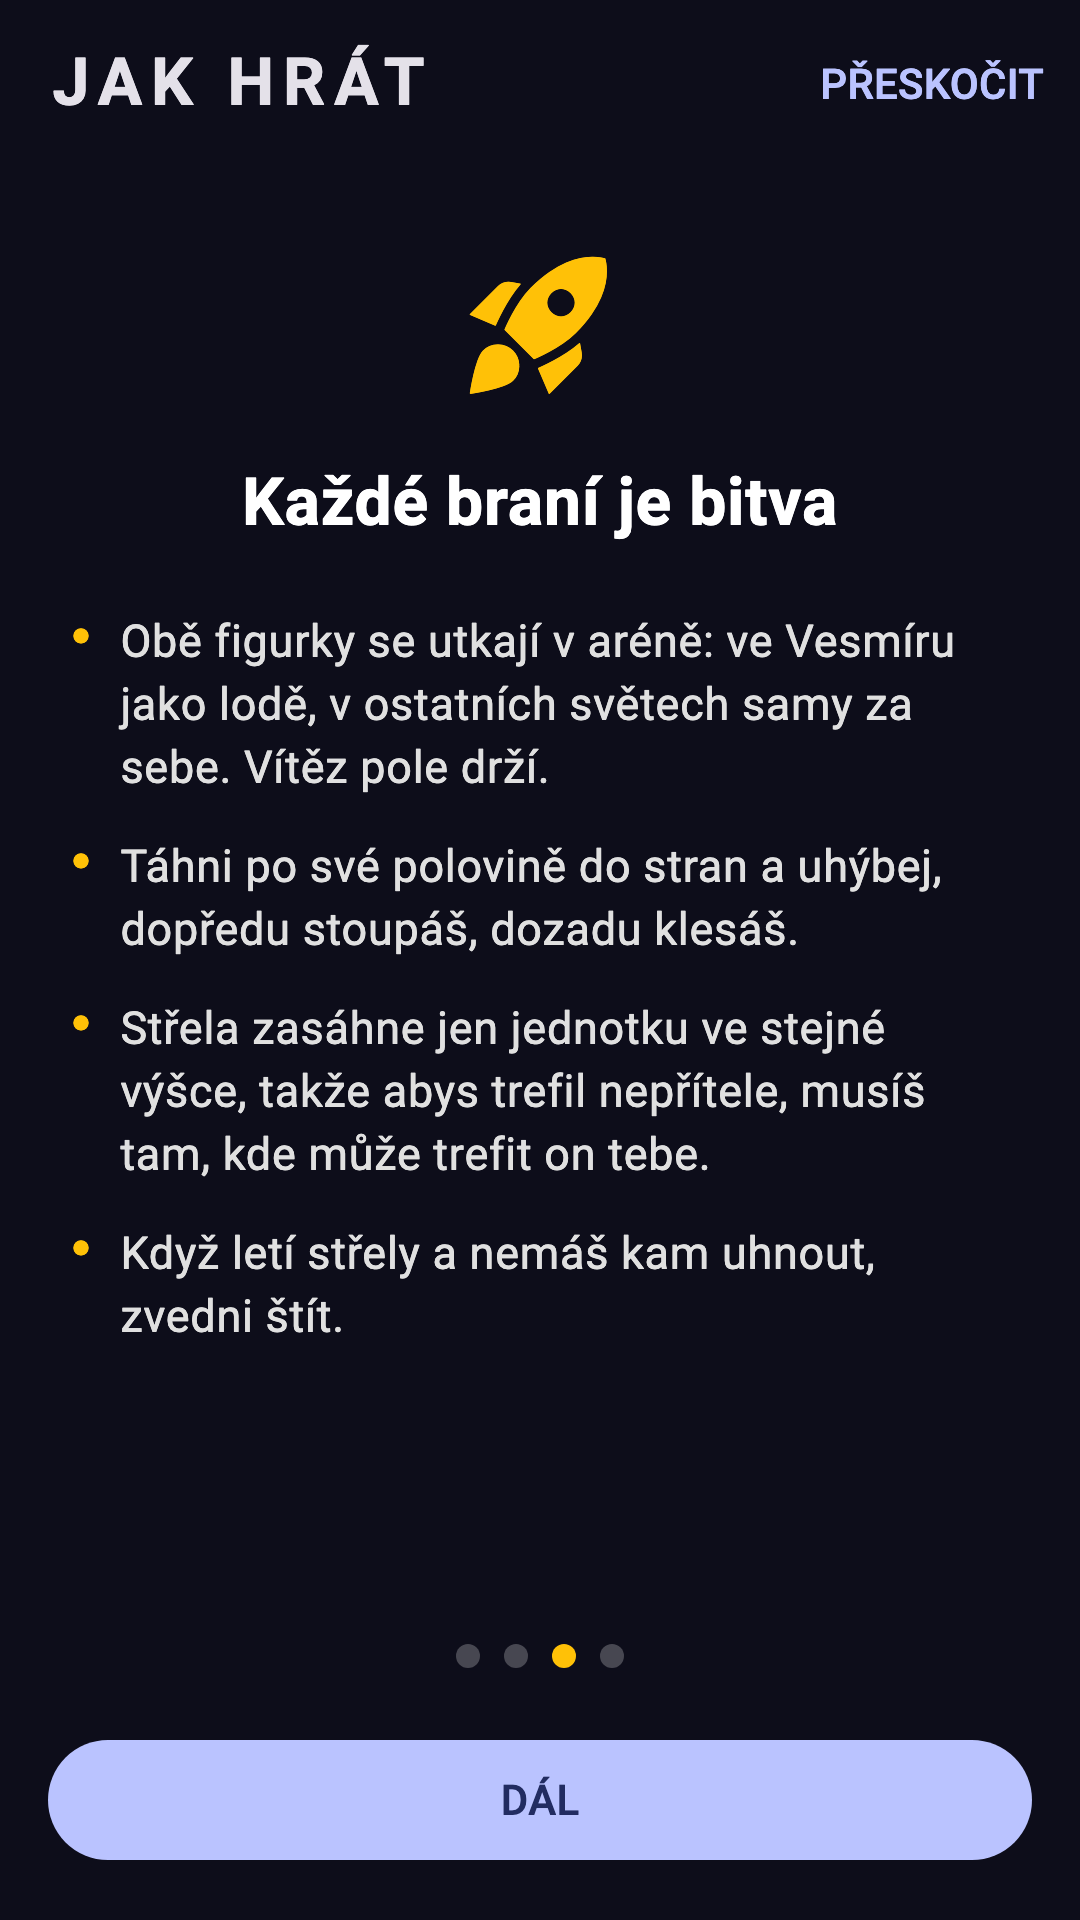 JAK HRÁT
PŘESKOČIT
Každé braní je bitva
Obě figurky se utkají v aréně: ve Vesmíru
jako lodě, v ostatních světech samy za
sebe. Vítěz pole drží.
Táhni po své polovině do stran a uhýbej,
dopředu stoupáš, dozadu klesáš.
Střela zasáhne jen jednotku ve stejné
výšce, takže abys trefil nepřítele, musíš
tam, kde může trefit on tebe.
Když letí střely a nemáš kam uhnout,
zvedni štít.
DÁL